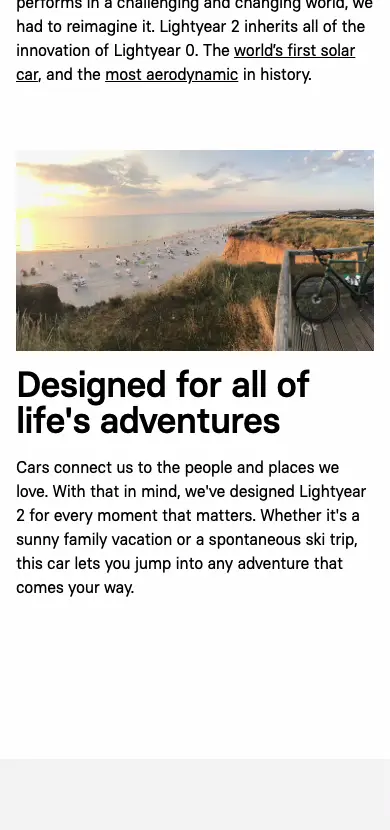 performs in a challenging and changing world, we
had to reimagine it. Lightyear 2 inherits all of the
innovation of Lightyear 0. The world's first solar
car, and the most aerodynamic in history.
Designed for all of
life's adventures
Cars connect us to the people and places we
love. With that in mind, we've designed Lightyear
2 for every moment that matters. Whether it's a
sunny family vacation or a spontaneous ski trip,
this car lets you jump into any adventure that
comes your way.